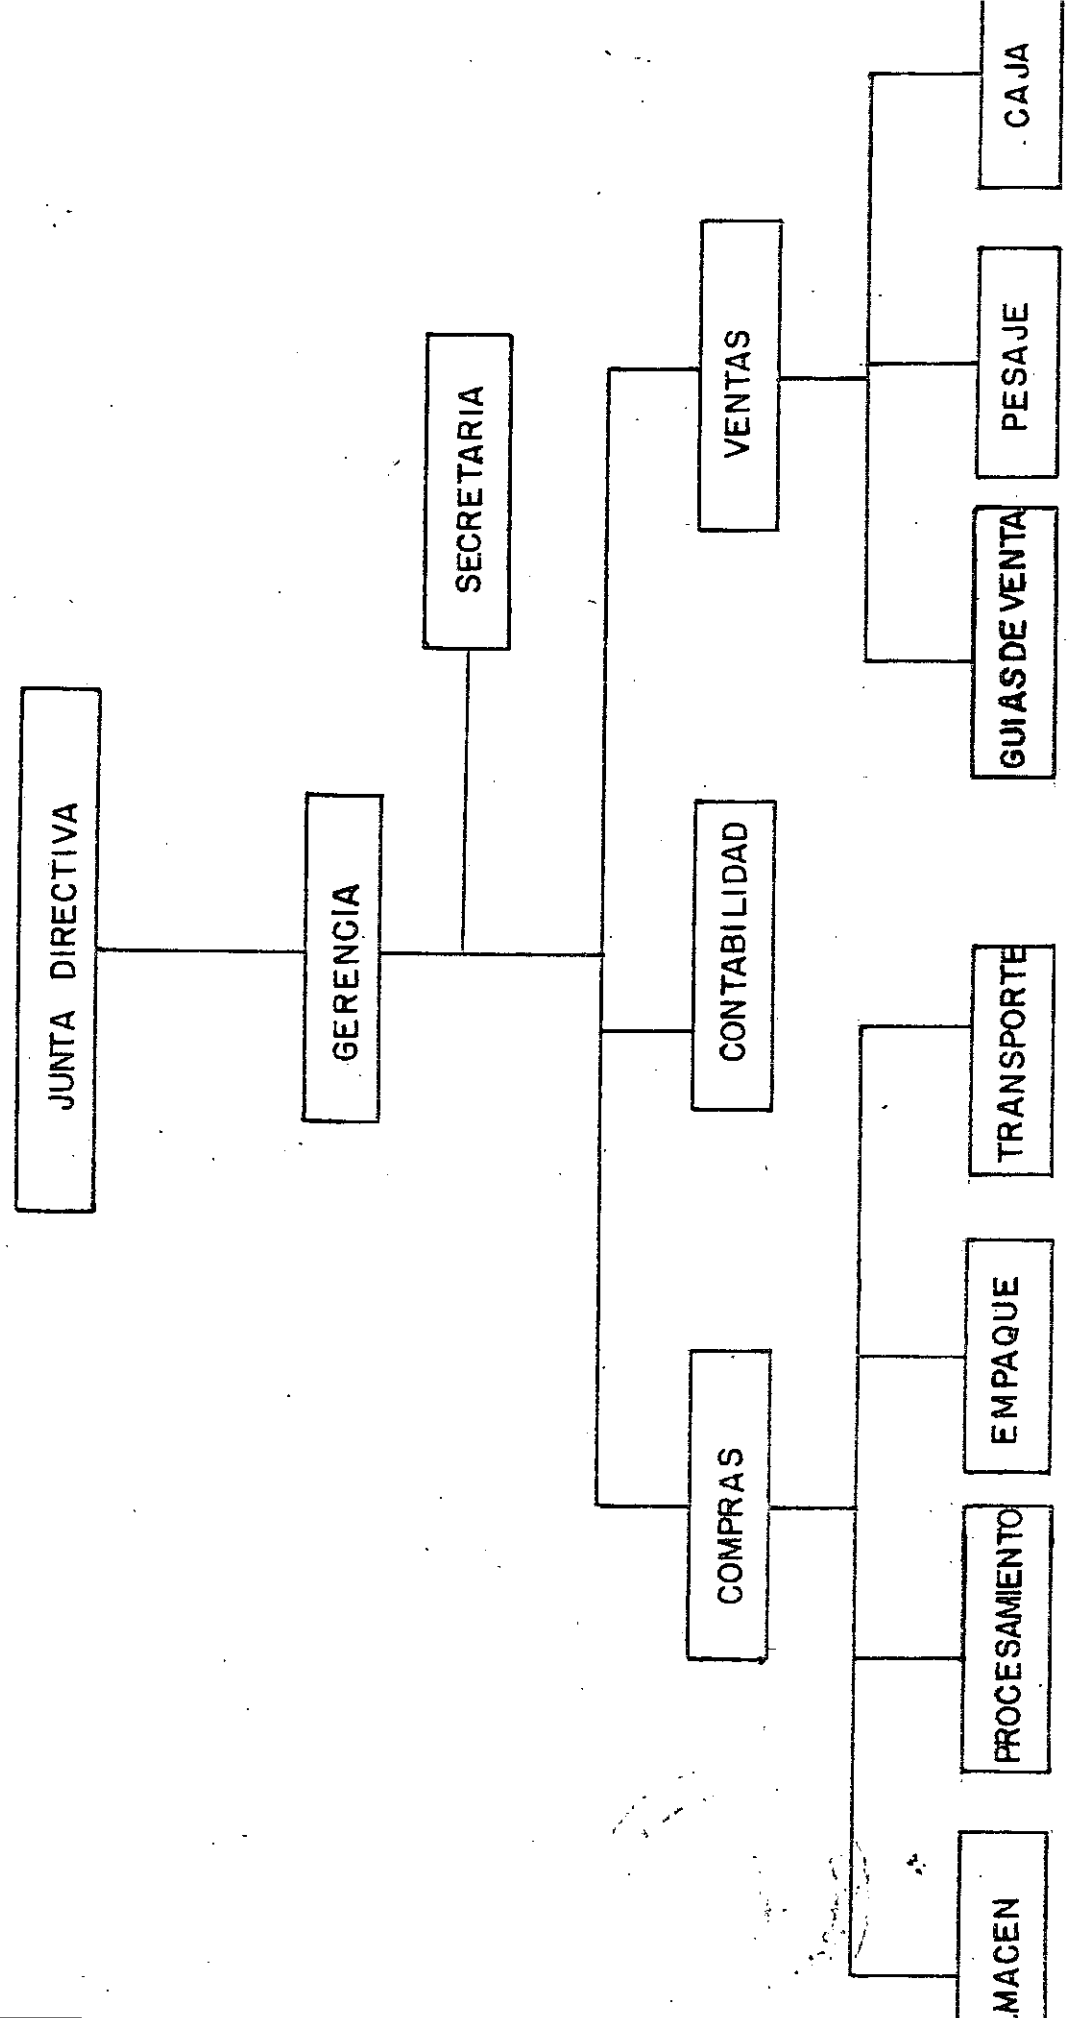 JUNTA DIRECTIVA
GERENCIA
SECRETARIA
COMPRAS
CONTABILIDAD
VENTAS
MACEN
PROCESAMIENTO
EMPAQUE
TRANSPORTE
GUIAS DE VENTA
PESAJE
CAJA